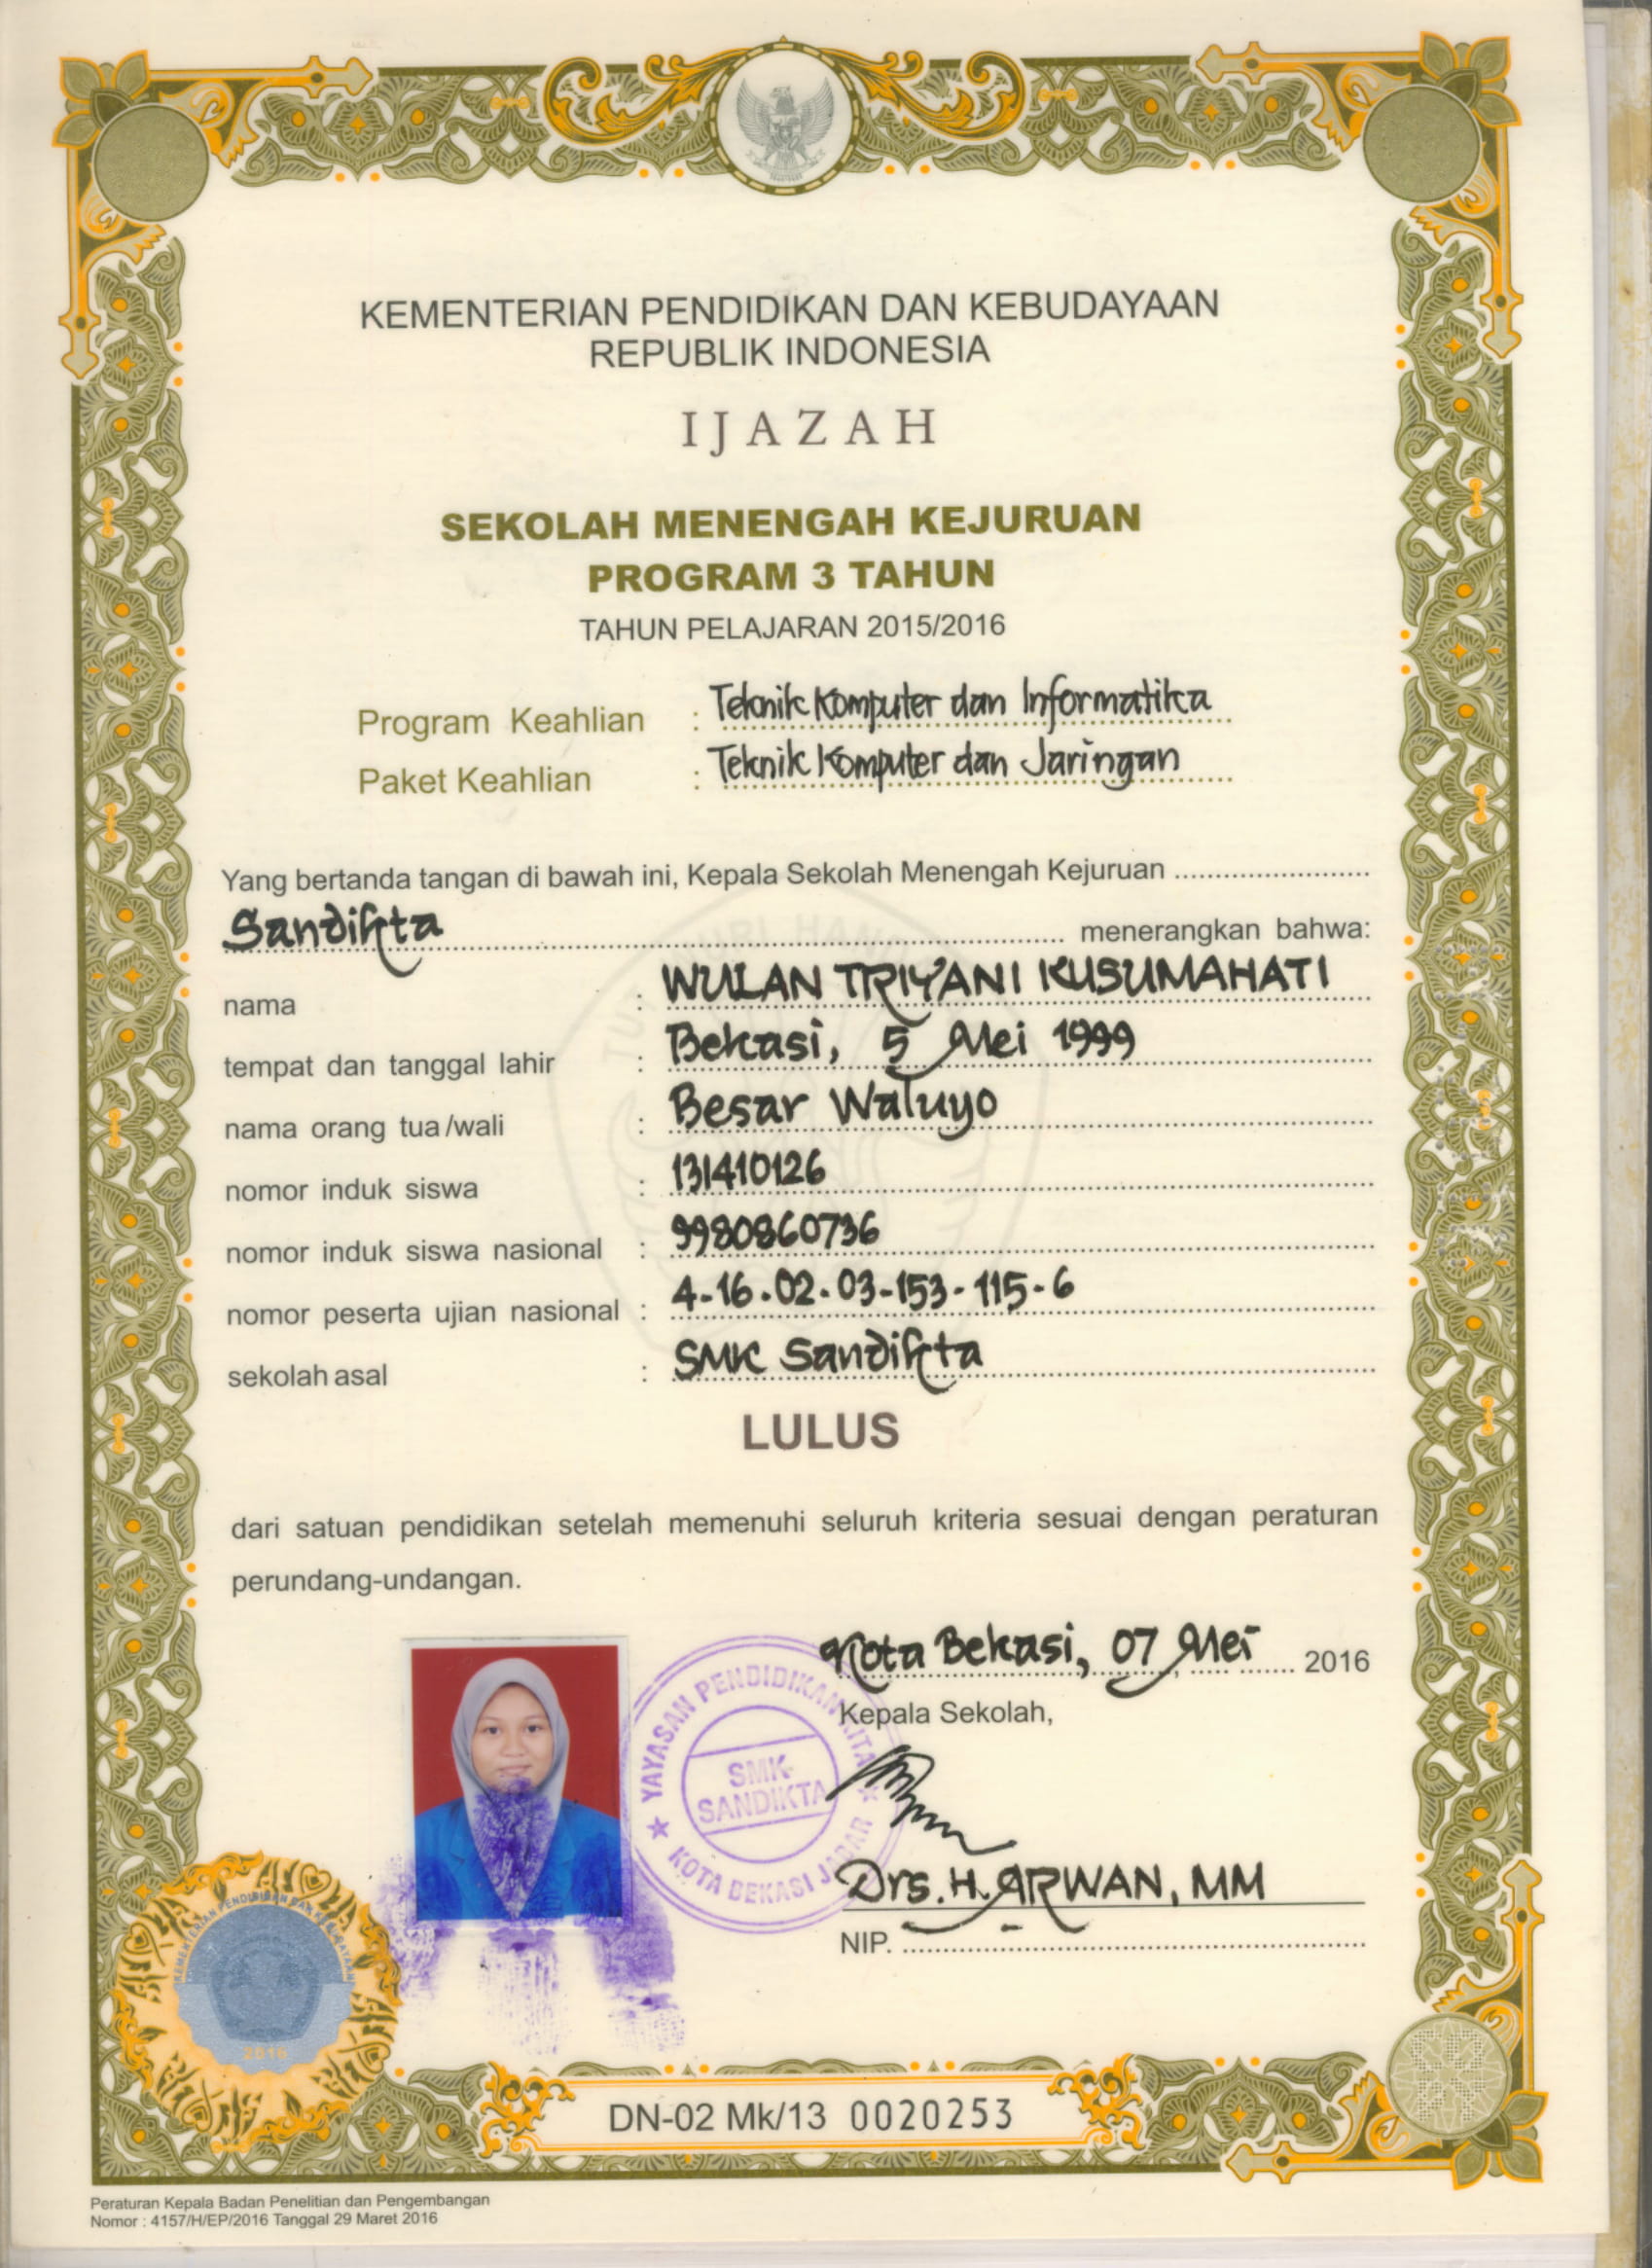 KEMENTERIAN PENDIDIKAN DAN KEBUDAYAAN
REPUBLIK INDONESIA
IJAZAH
SEKOLAH MENENGAH KEJURUAN
PROGRAM 3 TAHUN
TAHUN PELAJARAN 2015/2016
Program Keahlian : Teknik Komputer dan Informatika
Paket Keahlian : Teknik Komputer dan Jaringan
Yang bertanda tangan di bawah ini, Kepala Sekolah Menengah Kejuruan
Sandikta menerangkan bahwa:
nama : WULAN TRIYANI KUSUMAHATI
tempat dan tanggal lahir : Bekasi, 5 Mei 1999
nama orang tua/wali : Besar Waluyo
nomor induk siswa : 131410126
nomor induk siswa nasional : 9980860736
nomor peserta ujian nasional : 4-16-02-03-153-115-6
sekolah asal : SMK Sandikta
LULUS
dari satuan pendidikan setelah memenuhi seluruh kriteria sesuai dengan peraturan
perundang-undangan.
Kota Bekasi, 07 Mei 2016
Kepala Sekolah,
YAYASAN PENDIDIKAN KITA
SMK
SANDIKTA
KOTA BEKASI JABAR
Drs. H. ARWAN, MM
NIP.
KEMENTERIAN PENDIDIKAN DAN KEBUDAYAAN
2016
DN-02 Mk/13 0020253
Peraturan Kepala Badan Penelitian dan Pengembangan
Nomor : 4157/H/EP/2016 Tanggal 29 Maret 2016